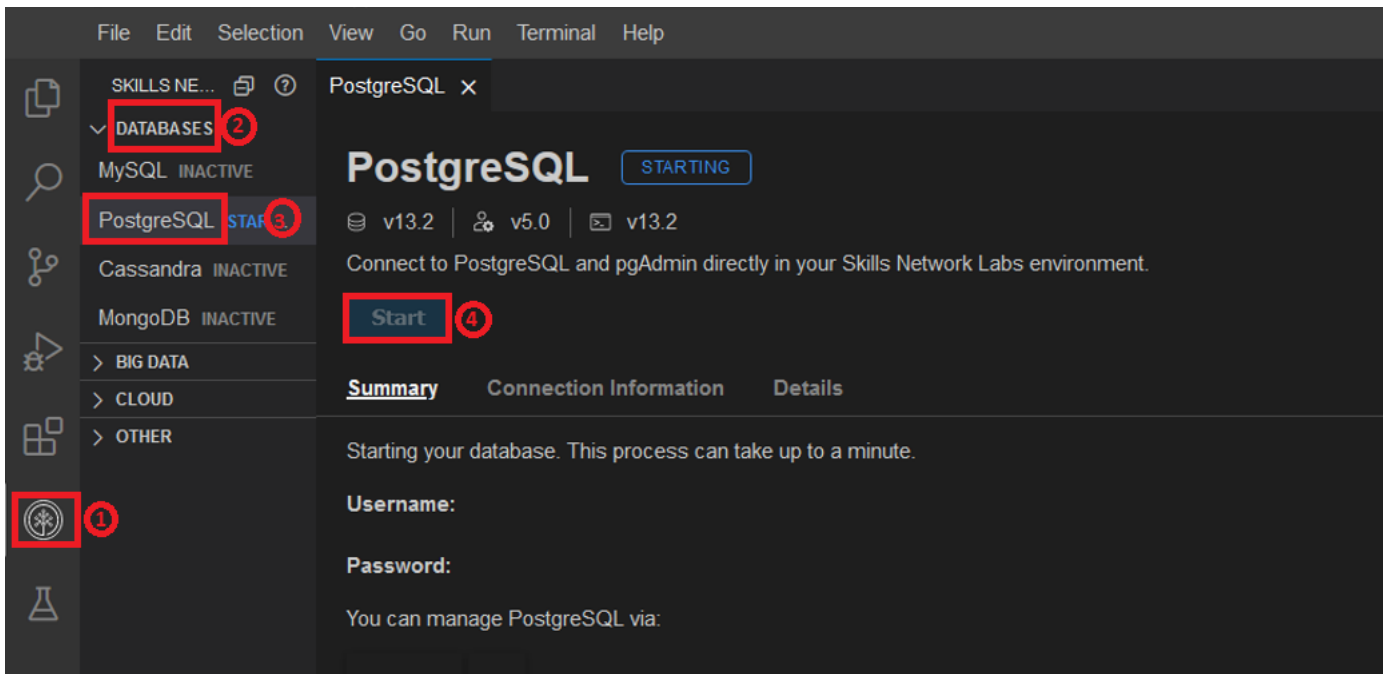 File Edit Selection View Go Run Terminal Help
SKILLS NE...
PostgreSQL
DATABASES 2
MySQL INACTIVE
PostgreSQL 3
Cassandra INACTIVE
MongoDB INACTIVE
BIG DATA
CLOUD
OTHER
1
PostgreSQL STARTING
v13.2 v5.0 v13.2
Connect to PostgreSQL and pgAdmin directly in your Skills Network Labs environment.
Start 4
Summary Connection Information Details
Starting your database. This process can take up to a minute.
Username:
Password:
You can manage PostgreSQL via: